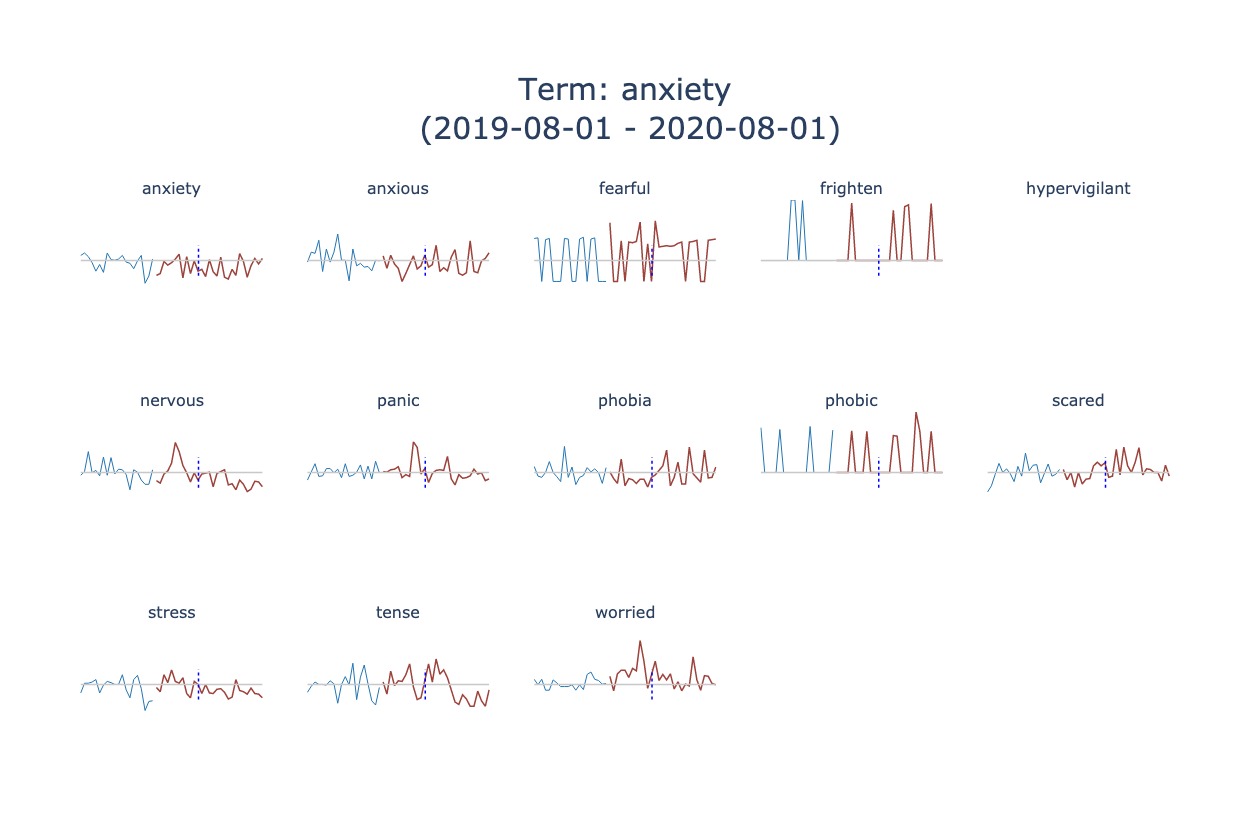 Term: anxiety
(2019-08-01 - 2020-08-01)
anxiety
anxious
fearful
frighten
hypervigilant
nervous
panic
phobia
phobic
scared
stress
tense
worried